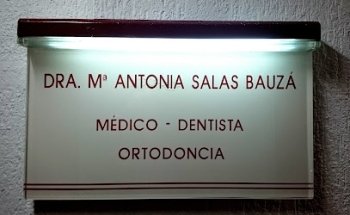 DRA. Mª ANTONIA SALAS BAUZÁ
MÉDICO - DENTISTA
ORTODONCIA